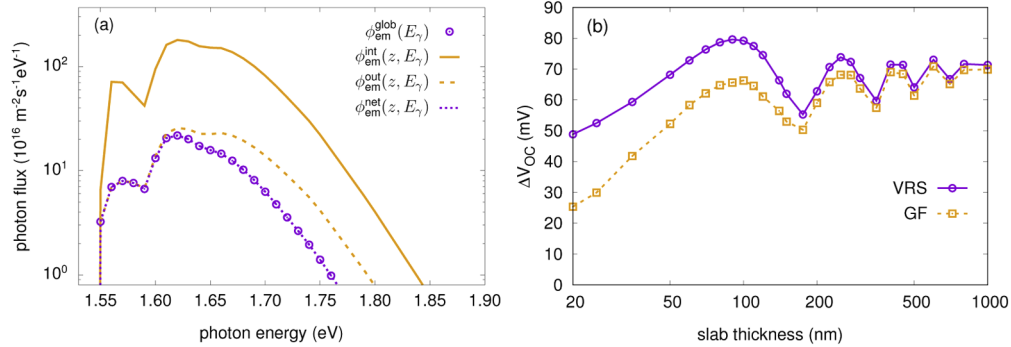 (a)
ϕ_em^glob(E_γ)
ϕ_em^int(z, E_γ)
ϕ_em^out(z, E_γ)
ϕ_em^net(z, E_γ)
photon flux (10^16 m^-2 s^-1 eV^-1)
10^2
10^1
10^0
1.55 1.60 1.65 1.70 1.75 1.80 1.85 1.90
photon energy (eV)
(b)
ΔV_OC (mV)
90
80
70
60
50
40
30
20
10
0
VRS
GF
20 50 100 200 500 1000
slab thickness (nm)